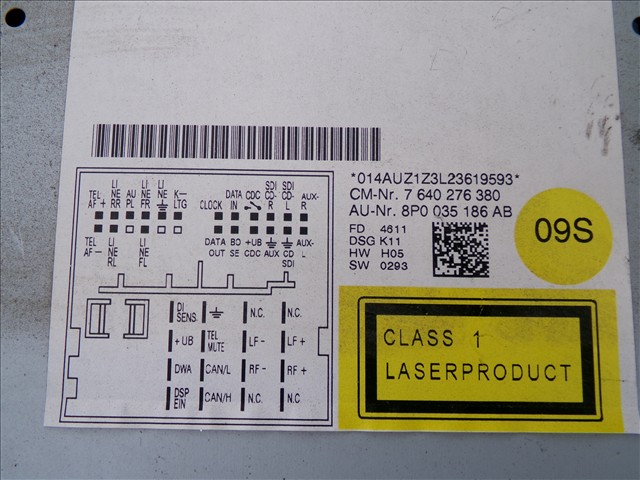 *014AUZ1Z3L23619593*
CM-Nr. 7 640 276 380
AU-Nr. 8P0 035 186 AB
FD 4611
DSG K11
HW H05
SW 0293
09S
CLASS 1
LASERPRODUCT
TEL AF + LI NE RR AU PL LI NE FR LI NE K- LTG
CLOCK DATA IN CDC SDI CD- R SDI CD- L AUX- R
TEL AF - LI NE RL LI NE FL
DATA OUT BO SE +UB CDC AUX CD SDI AUX- L
DI SENS. N.C. N.C.
+UB TEL MUTE LF - LF +
DWA CAN/L RF - RF +
DSP EIN CAN/H N.C. N.C.